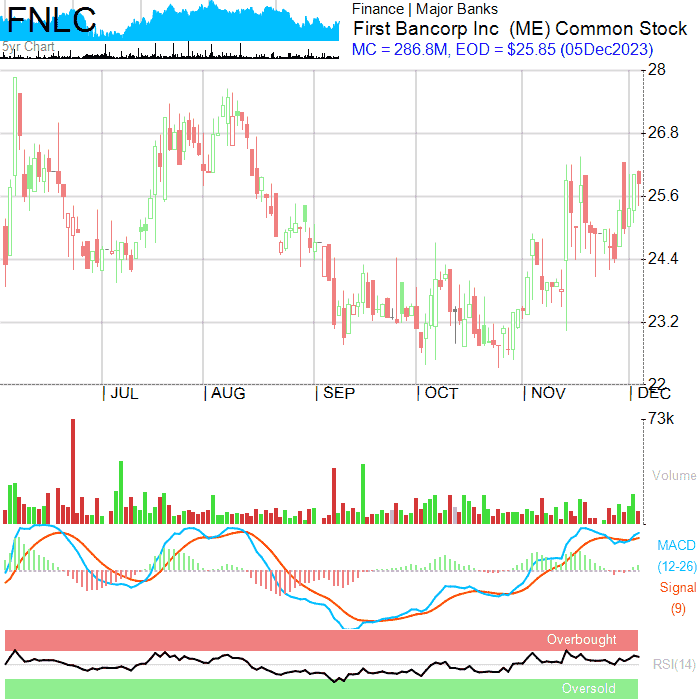 FNLC
5yr Chart
Finance | Major Banks
First Bancorp Inc (ME) Common Stock
MC = 286.8M, EOD = $25.85 (05Dec2023)
28
26.8
25.6
24.4
23.2
22
| JUL | AUG | SEP | OCT | NOV | DEC
73k
Volume
MACD
(12-26)
Signal
(9)
Overbought
RSI(14)
Oversold